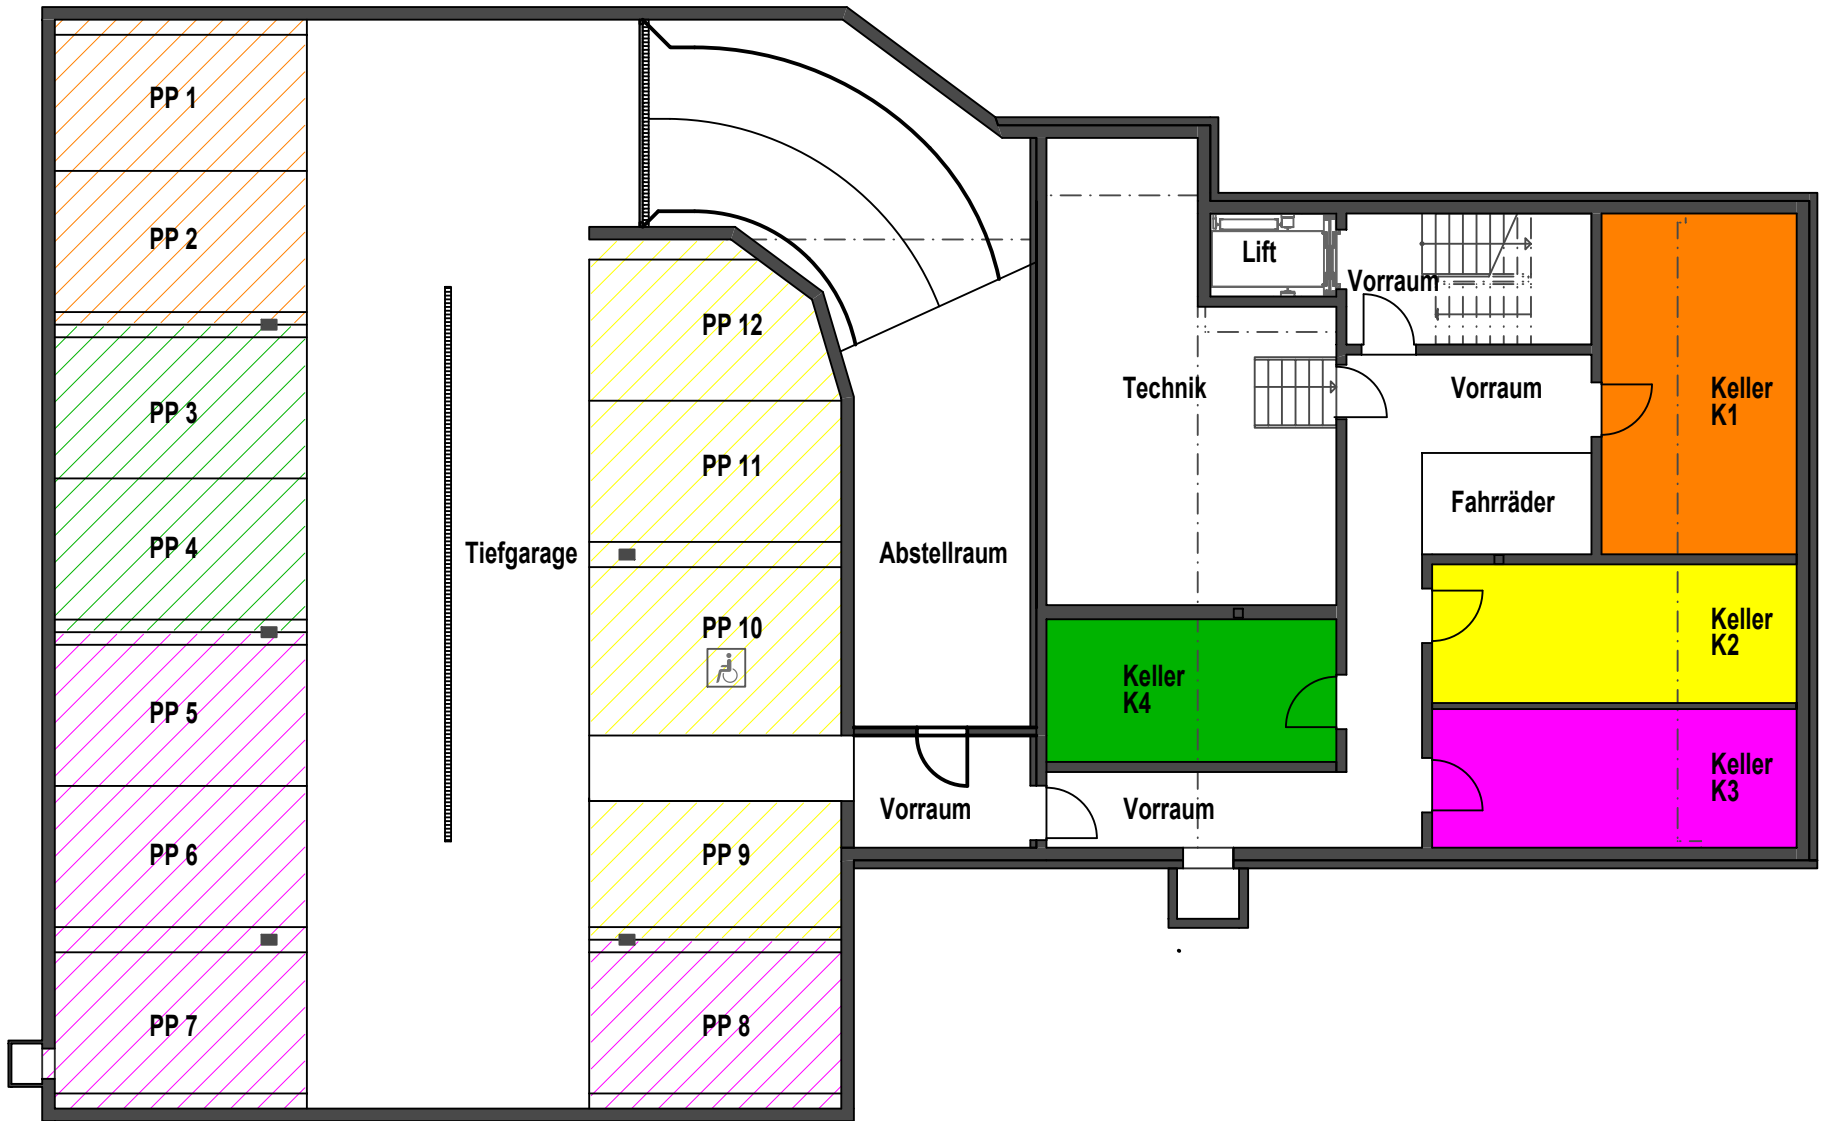 PP 1
PP 2
PP 3
PP 4
PP 5
PP 6
PP 7
Tiefgarage
PP 12
PP 11
PP 10
PP 9
PP 8
Abstellraum
Vorraum
Technik
Lift
Vorraum
Vorraum
Fahrräder
Keller
K1
Keller
K2
Keller
K3
Keller
K4
Vorraum